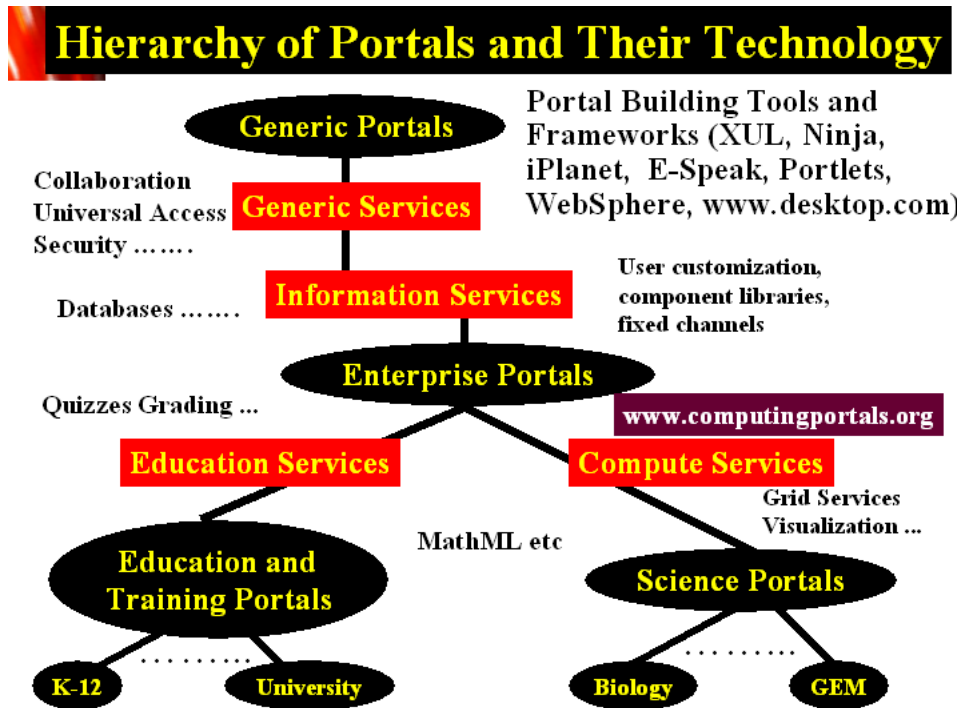 Hierarchy of Portals and Their Technology
Generic Portals
Portal Building Tools and
Frameworks (XUL, Ninja,
iPlanet, E-Speak, Portlets,
WebSphere, www.desktop.com)
Collaboration
Universal Access
Security …….
Generic Services
Information Services
Databases …….
User customization,
component libraries,
fixed channels
Enterprise Portals
Quizzes Grading ...
www.computingportals.org
Education Services
Compute Services
Grid Services
Visualization ...
MathML etc
Education and
Training Portals
Science Portals
………
………
K-12
University
Biology
GEM